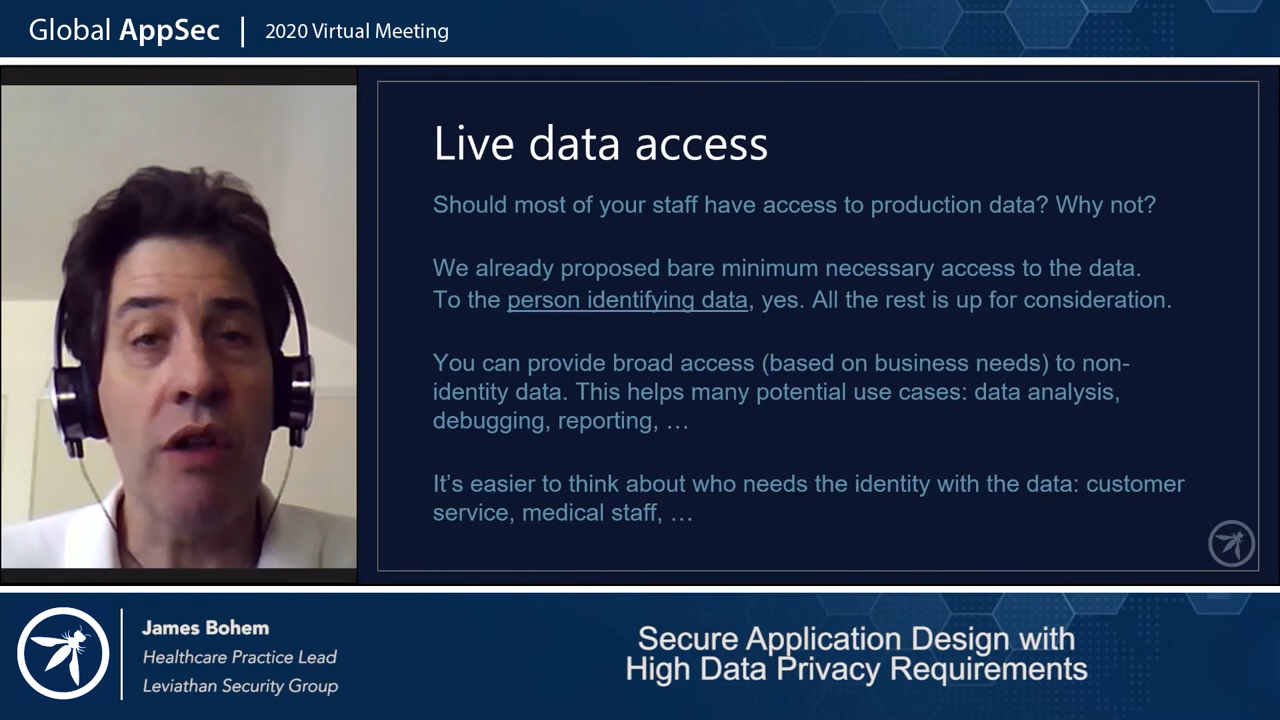 Global AppSec | 2020 Virtual Meeting
Live data access
Should most of your staff have access to production data? Why not?
We already proposed bare minimum necessary access to the data.
To the person identifying data, yes. All the rest is up for consideration.
You can provide broad access (based on business needs) to non-
identity data. This helps many potential use cases: data analysis,
debugging, reporting, …
It’s easier to think about who needs the identity with the data: customer
service, medical staff, …
James Bohem
Healthcare Practice Lead
Leviathan Security Group
Secure Application Design with
High Data Privacy Requirements